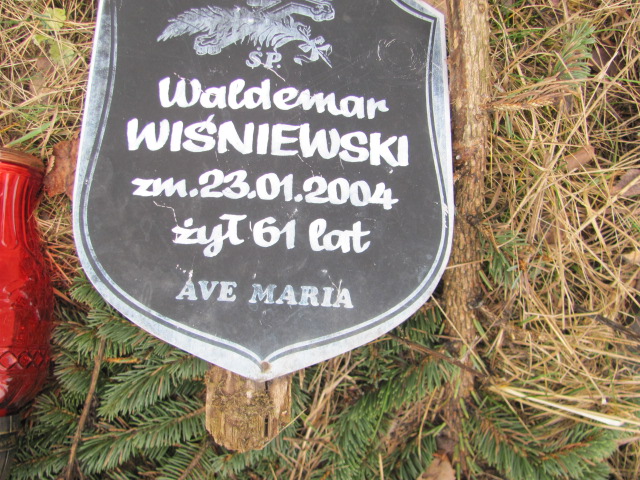 Ś.P.
Waldemar
WIŚNIEWSKI
zm. 23.01.2004
żył 61 lat
AVE MARIA